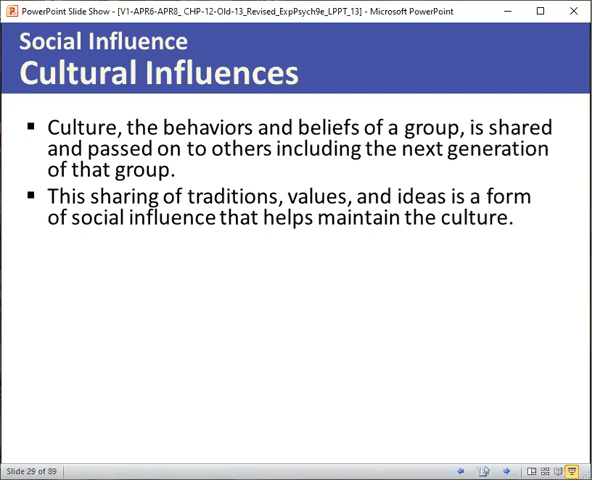 PowerPoint Slide Show - [V1-APR6-APR8_ CHP-12-Old-13_Revised_ExpPsych9e_LPPT_13] - Microsoft PowerPoint
Social Influence
Cultural Influences
▪ Culture, the behaviors and beliefs of a group, is shared
and passed on to others including the next generation
of that group.
▪ This sharing of traditions, values, and ideas is a form
of social influence that helps maintain the culture.
Slide 29 of 89